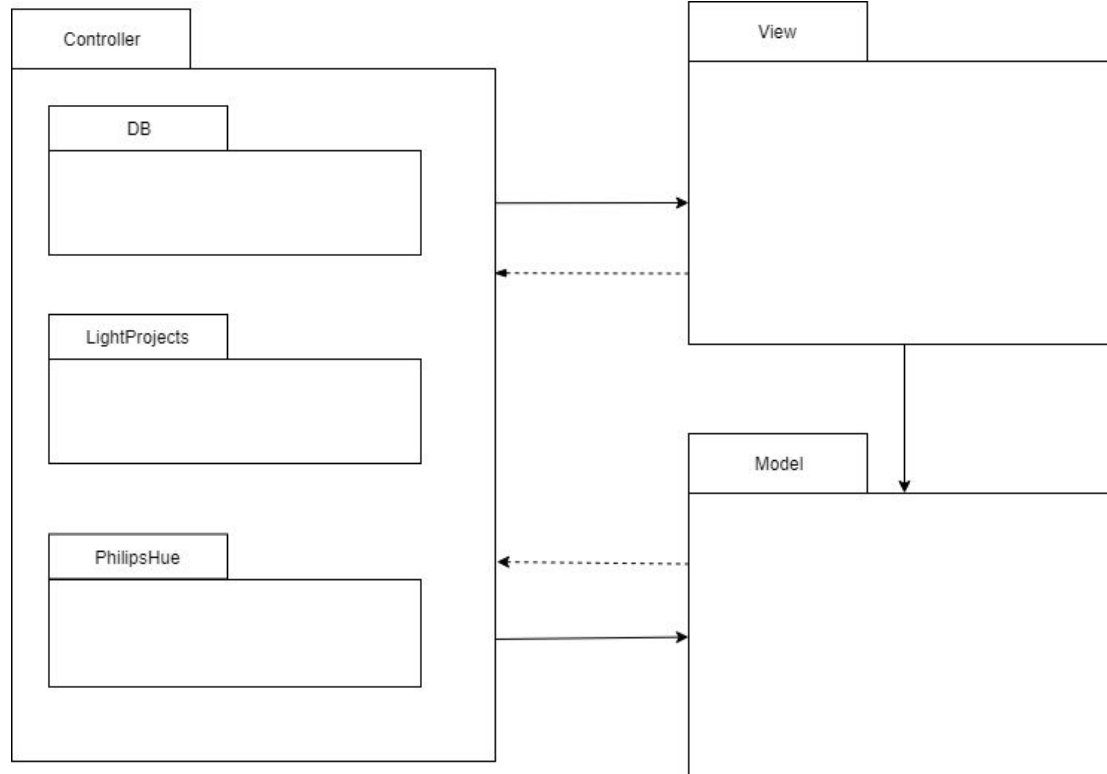 Controller
View
DB
LightProjects
Model
PhilipsHue